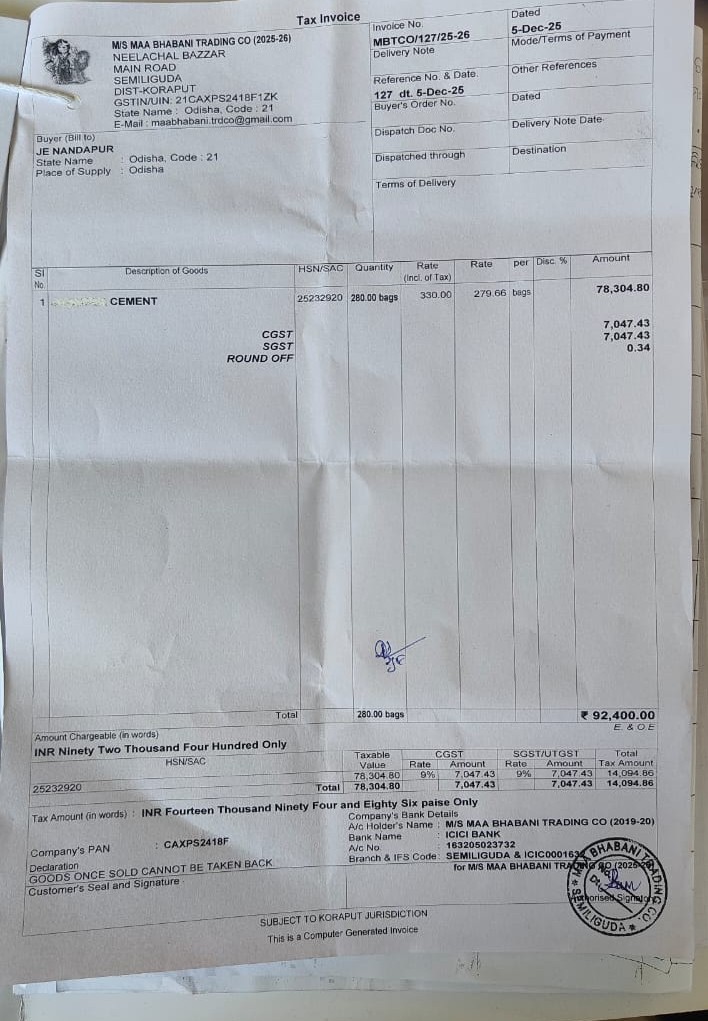 Tax Invoice
M/S MAA BHABANI TRADING CO (2025-26)
NEELACHAL BAZZAR
MAIN ROAD
SEMILIGUDA
DIST-KORAPUT
GSTIN/UIN: 21CAXPS2418F1ZK
State Name : Odisha, Code : 21
E-Mail : maabhabani.trdco@gmail.com
Invoice No. Dated
MBTCO/127/25-26 5-Dec-25
Delivery Note Mode/Terms of Payment
Reference No. & Date. Other References
127 dt. 5-Dec-25
Buyer's Order No. Dated
Dispatch Doc No. Delivery Note Date
Dispatched through Destination
Terms of Delivery
Buyer (Bill to)
JE NANDAPUR
State Name : Odisha, Code : 21
Place of Supply : Odisha
Sl No. Description of Goods HSN/SAC Quantity Rate (Incl. of Tax) Rate per Disc. % Amount
1 CEMENT 25232920 280.00 bags 330.00 279.66 bags 78,304.80
CGST 7,047.43
SGST 7,047.43
ROUND OFF 0.34
Total 280.00 bags ₹ 92,400.00
Amount Chargeable (in words) E. & O.E
INR Ninety Two Thousand Four Hundred Only
HSN/SAC Taxable Value CGST SGST/UTGST Total Tax Amount
Rate Amount Rate Amount
25232920 78,304.80 9% 7,047.43 9% 7,047.43 14,094.86
Total 78,304.80 7,047.43 7,047.43 14,094.86
Tax Amount (in words) : INR Fourteen Thousand Ninety Four and Eighty Six paise Only
Company's Bank Details
A/c Holder's Name : M/S MAA BHABANI TRADING CO (2019-20)
Bank Name : ICICI BANK
A/c No. : 163205023732
Branch & IFS Code : SEMILIGUDA & ICIC000163
Company's PAN : CAXPS2418F
Declaration
GOODS ONCE SOLD CANNOT BE TAKEN BACK
Customer's Seal and Signature
for M/S MAA BHABANI TRADING CO (2025-26)
Authorised Signatory
MAA BHABANI TRADING CO.
SEMILIGUDA
SUBJECT TO KORAPUT JURISDICTION
This is a Computer Generated Invoice